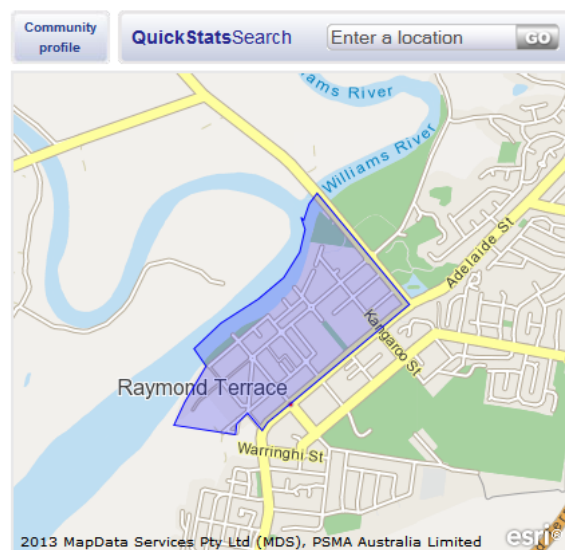 Community
profile
QuickStatsSearch
Enter a location
GO
Williams River
Williams River
Adelaide St
Kangaroo St
Raymond Terrace
Warringhi St
2013 MapData Services Pty Ltd (MDS), PSMA Australia Limited
esri